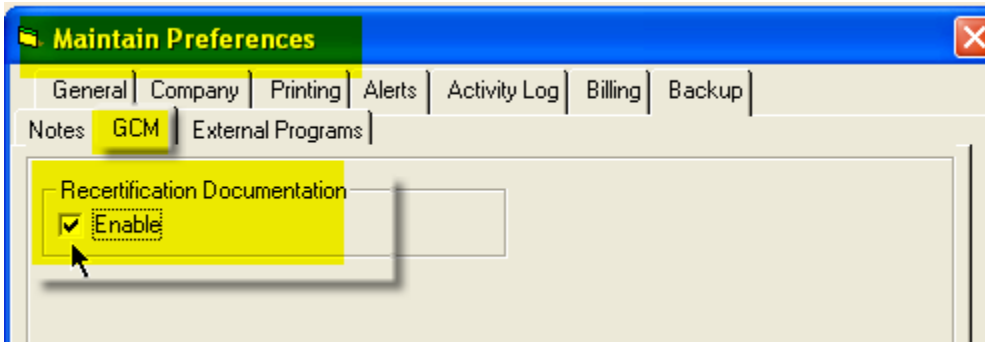 Maintain Preferences
General Company Printing Alerts Activity Log Billing Backup
Notes GCM External Programs
Recertification Documentation
Enable